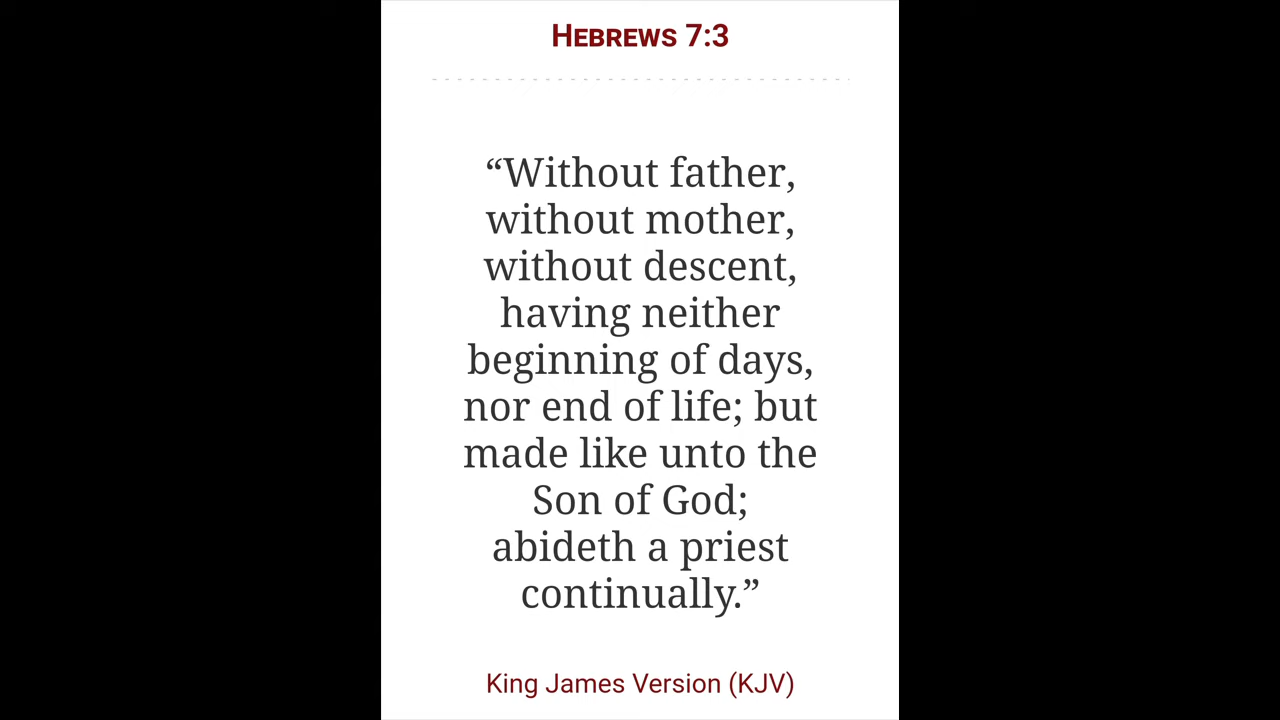 HEBREWS 7:3
“Without father,
without mother,
without descent,
having neither
beginning of days,
nor end of life; but
made like unto the
Son of God;
abideth a priest
continually.”
King James Version (KJV)